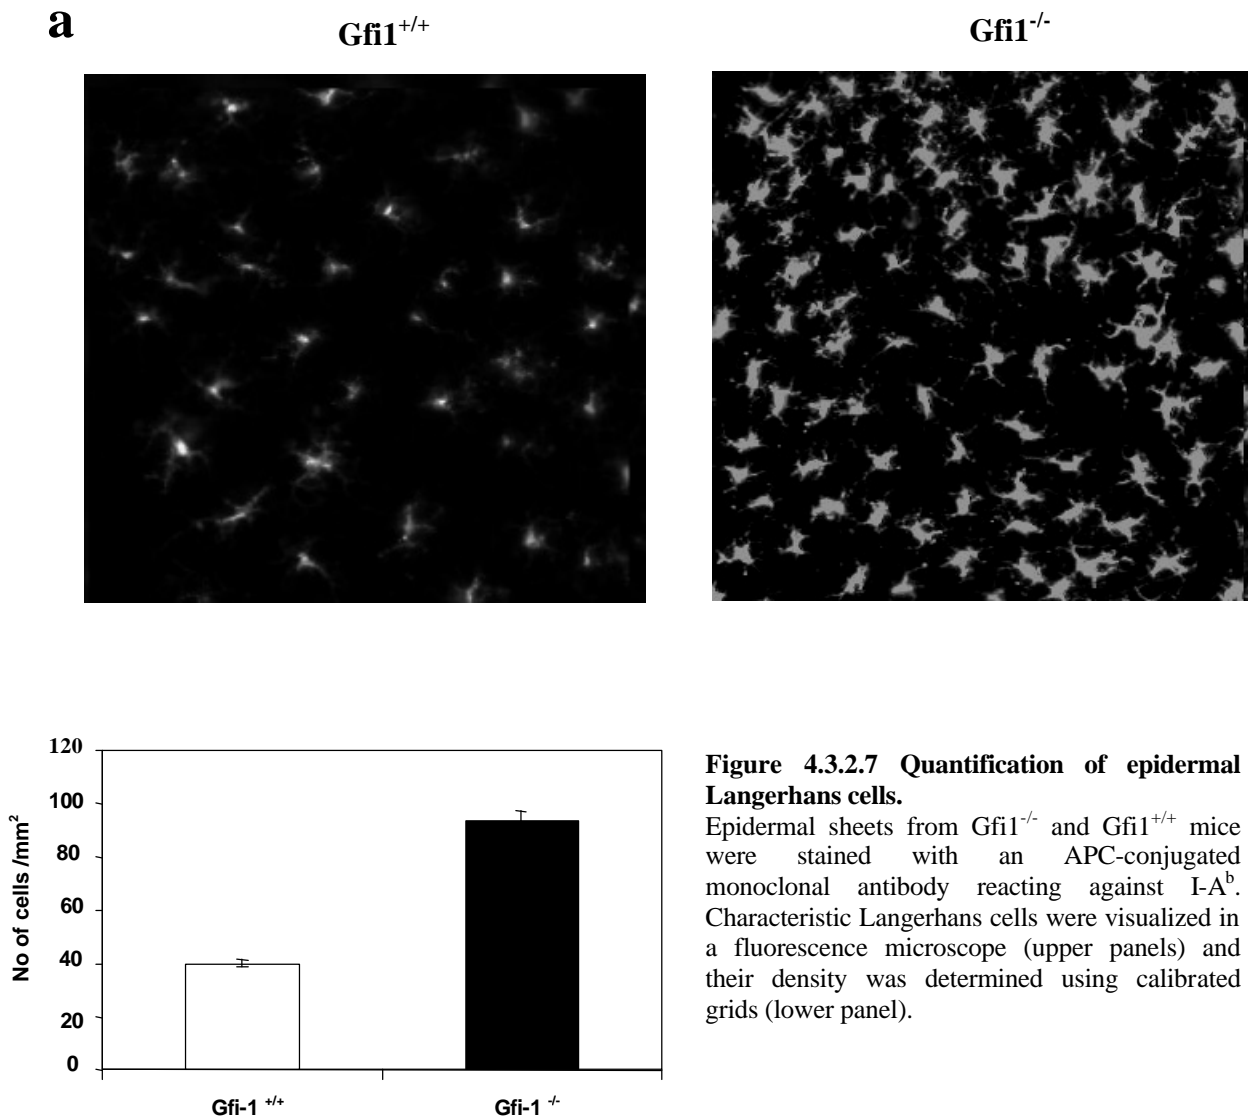 a
Gfi1+/+
Gfi1-/-
120
100
80
60
40
20
0
No of cells /mm2
Gfi-1 +/+
Gfi-1 -/-
Figure 4.3.2.7 Quantification of epidermal
Langerhans cells.
Epidermal sheets from Gfi1-/- and Gfi1+/+ mice
were stained with an APC-conjugated
monoclonal antibody reacting against I-Ab.
Characteristic Langerhans cells were visualized in
a fluorescence microscope (upper panels) and
their density was determined using calibrated
grids (lower panel).